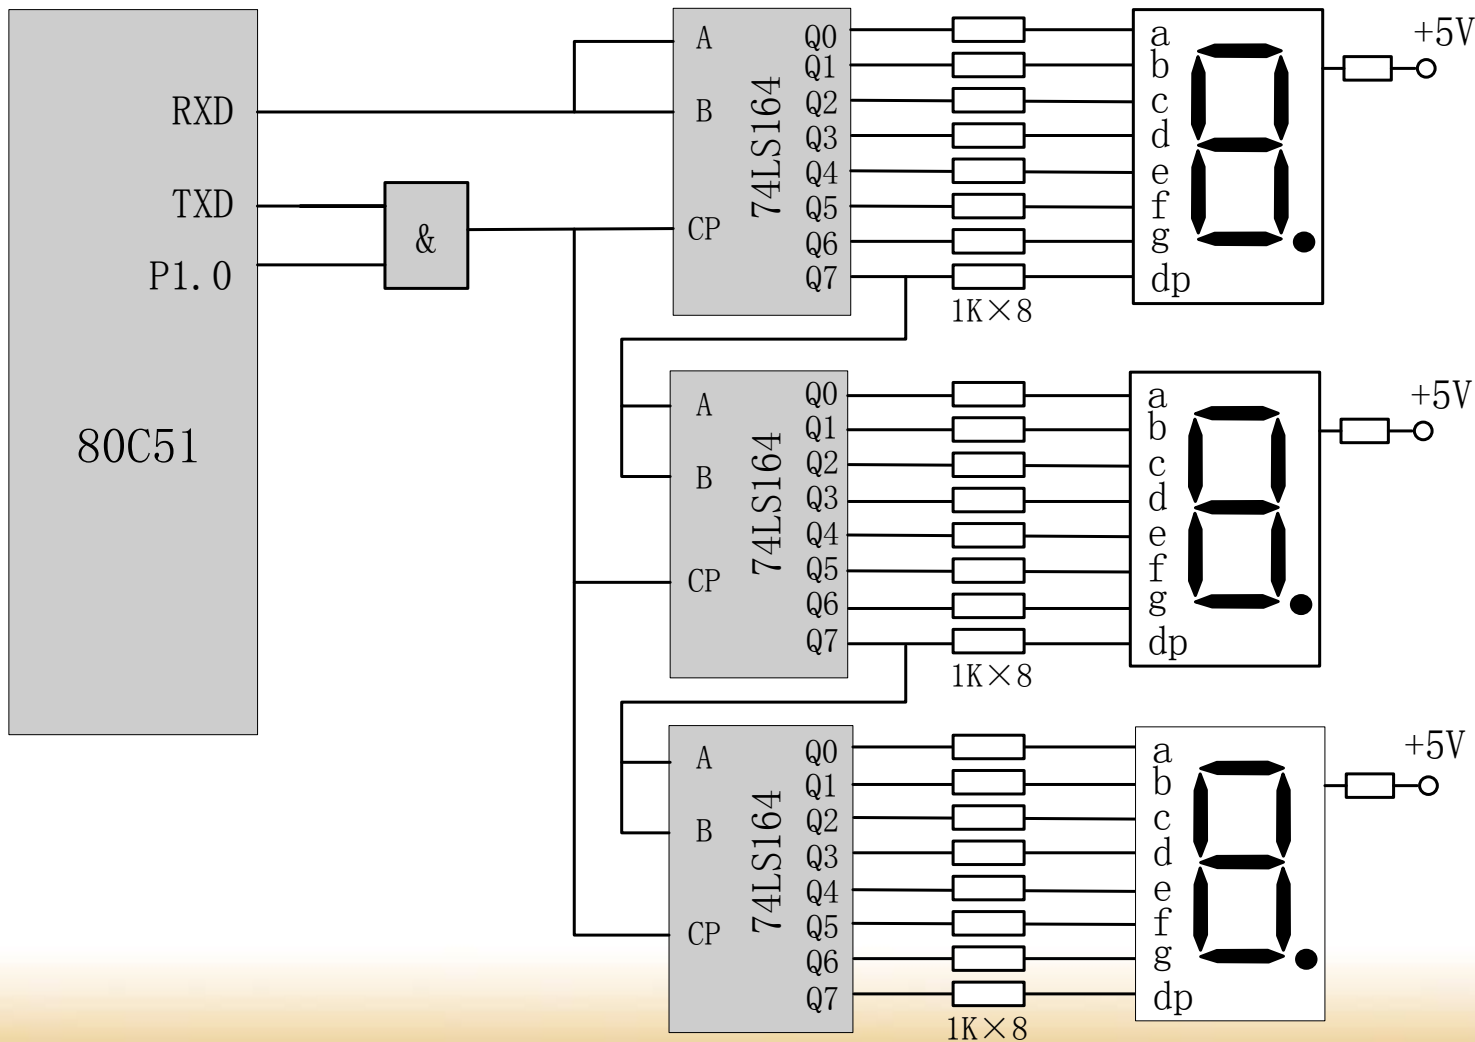 RXD
TXD
P1.0
80C51
&
A
B
CP
74LS164
Q0
Q1
Q2
Q3
Q4
Q5
Q6
Q7
1K×8
a
b
c
d
e
f
g
dp
+5V
A
B
CP
74LS164
Q0
Q1
Q2
Q3
Q4
Q5
Q6
Q7
1K×8
a
b
c
d
e
f
g
dp
+5V
A
B
CP
74LS164
Q0
Q1
Q2
Q3
Q4
Q5
Q6
Q7
1K×8
a
b
c
d
e
f
g
dp
+5V